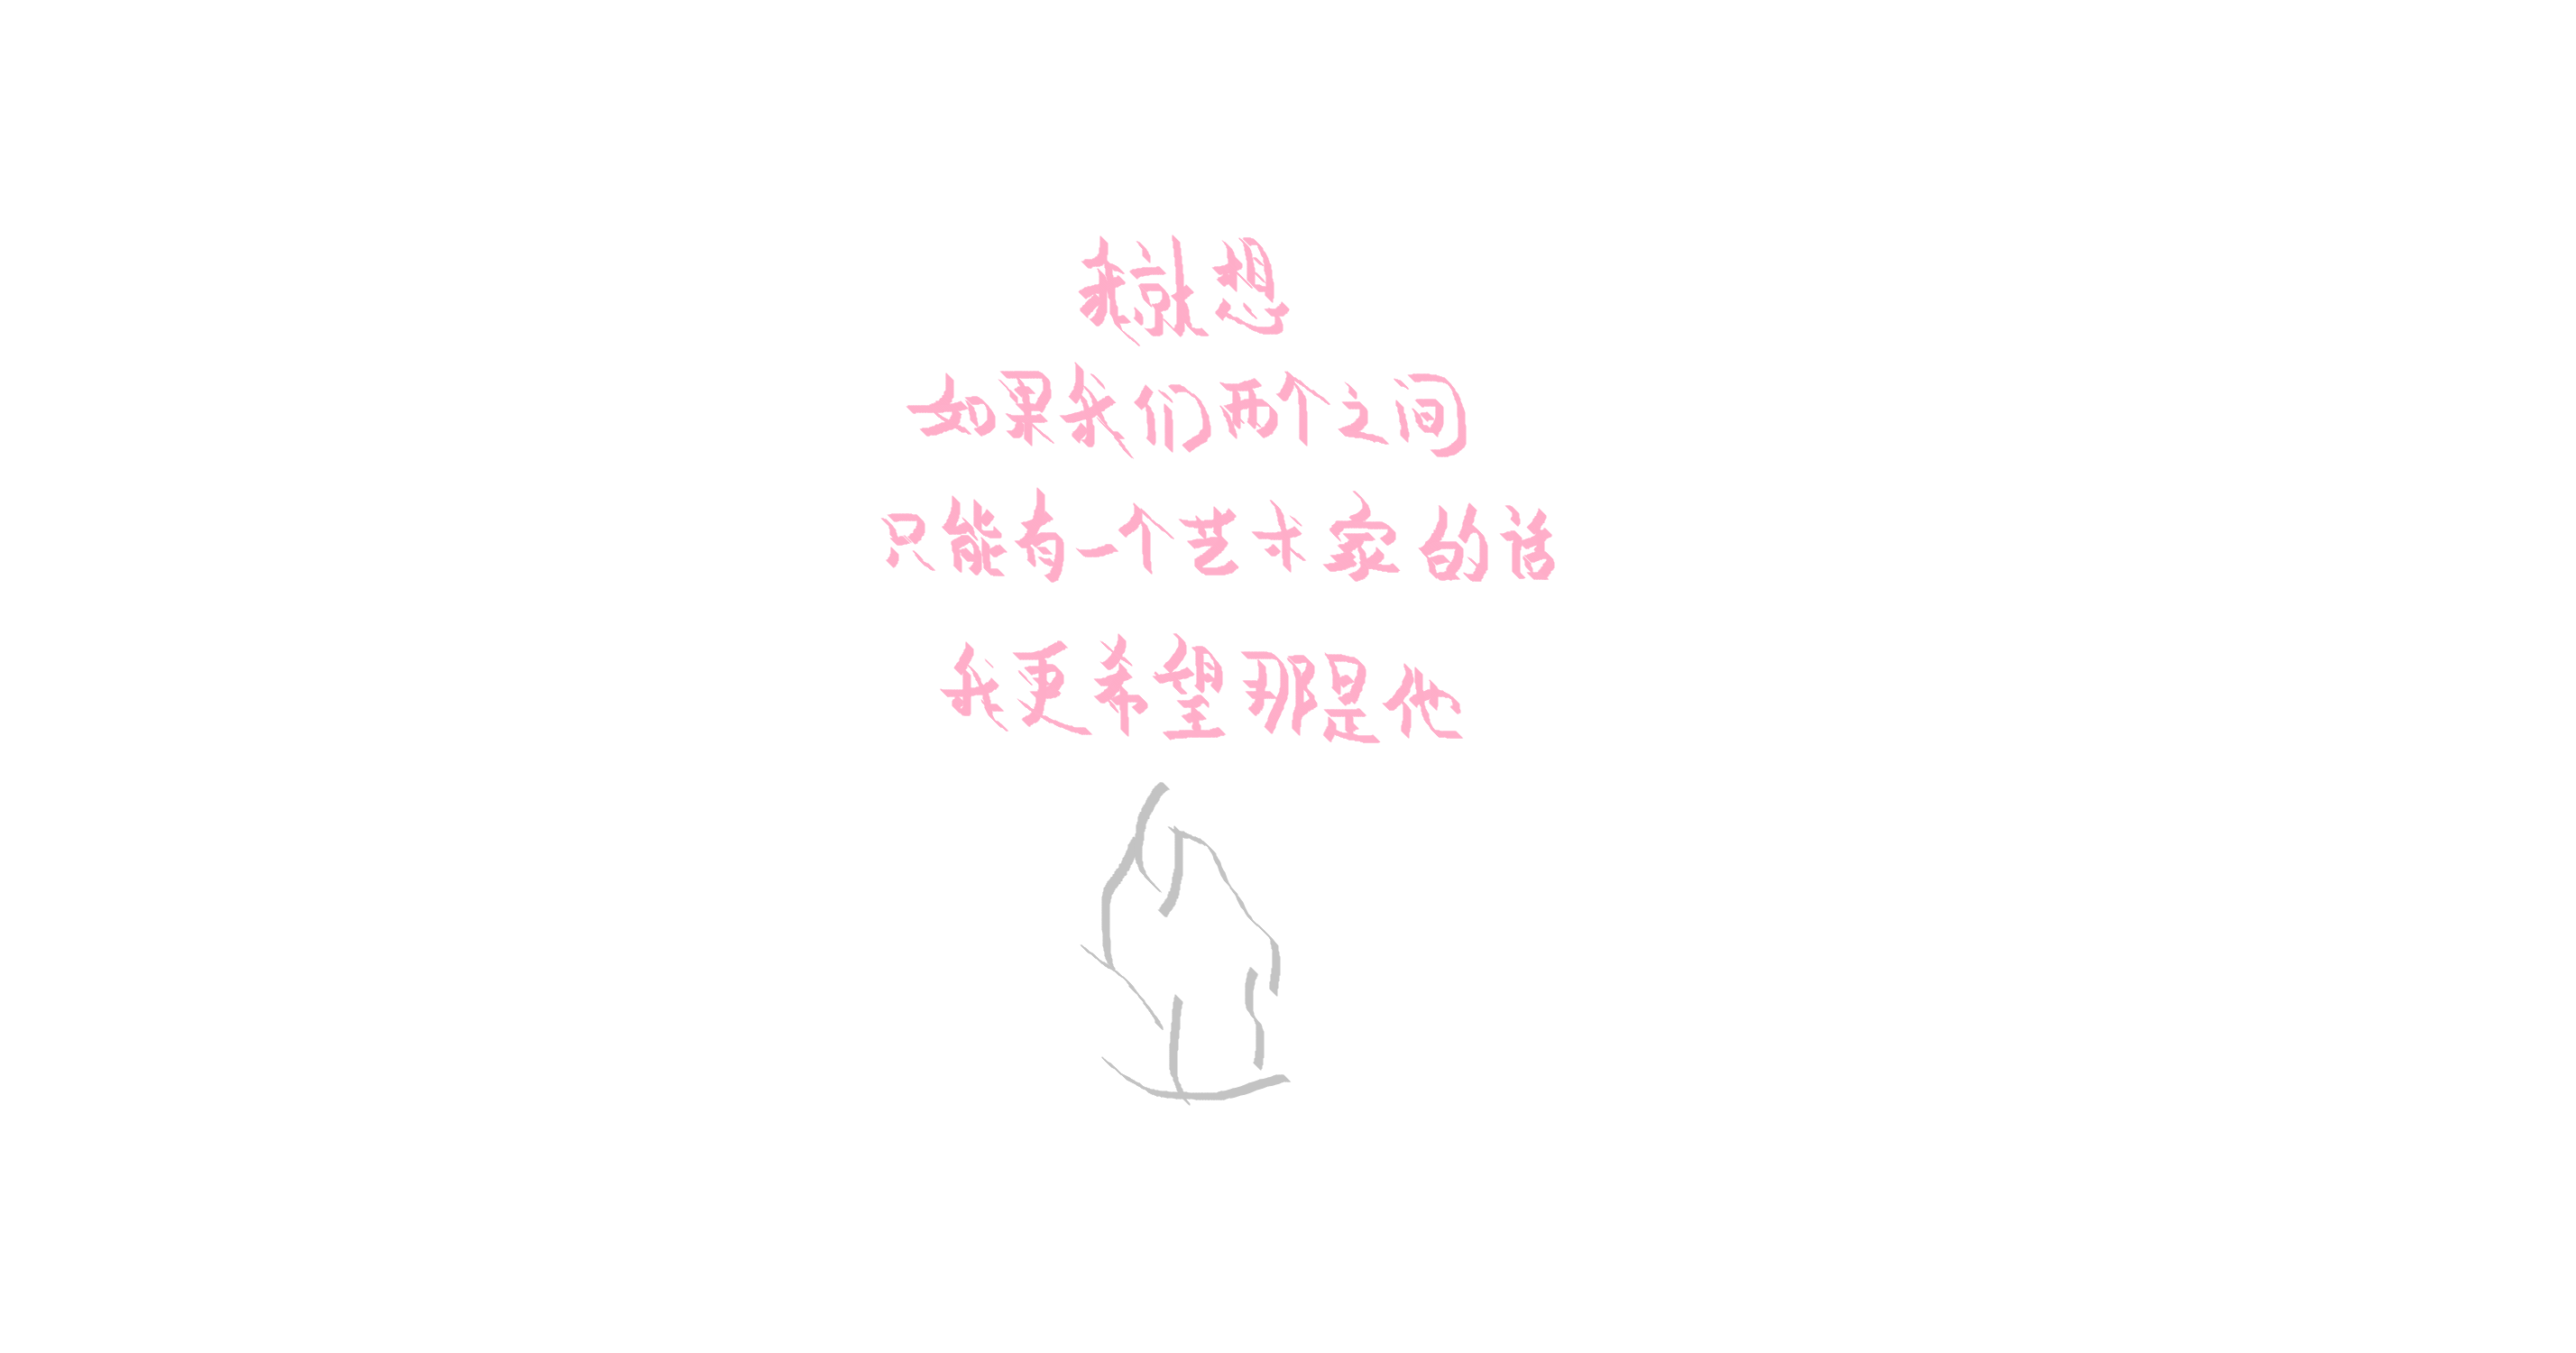 我就想
如果我们两个之间
只能有一个艺术家的话
我更希望那是他